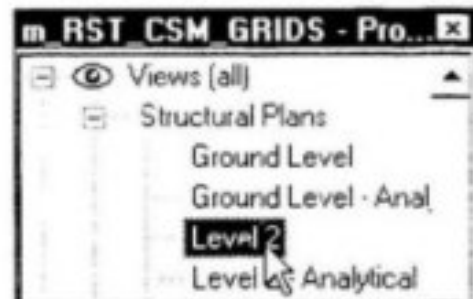 m_RST_CSM_GRIDS - Pro...
Views (all)
Structural Plans
Ground Level
Ground Level - Anal
Level 2
Level Analytical